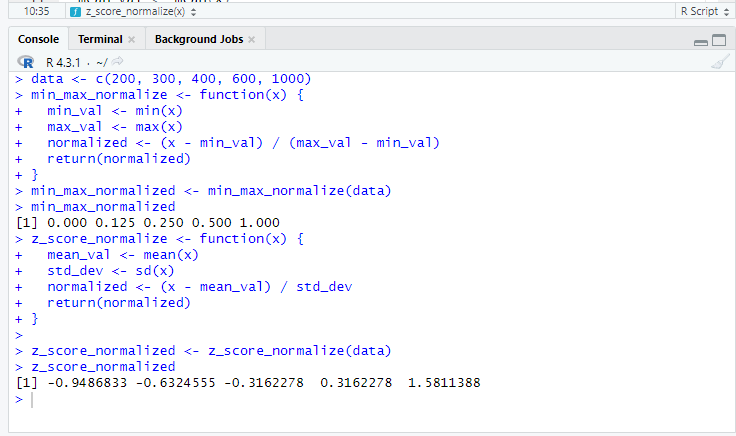 10:35 z_score_normalize(x) R Script
Console Terminal Background Jobs
R 4.3.1 · ~/
> data <- c(200, 300, 400, 600, 1000)
> min_max_normalize <- function(x) {
+   min_val <- min(x)
+   max_val <- max(x)
+   normalized <- (x - min_val) / (max_val - min_val)
+   return(normalized)
+ }
> min_max_normalized <- min_max_normalize(data)
> min_max_normalized
[1] 0.000 0.125 0.250 0.500 1.000
> z_score_normalize <- function(x) {
+   mean_val <- mean(x)
+   std_dev <- sd(x)
+   normalized <- (x - mean_val) / std_dev
+   return(normalized)
+ }
>
> z_score_normalized <- z_score_normalize(data)
> z_score_normalized
[1] -0.9486833 -0.6324555 -0.3162278  0.3162278  1.5811388
>